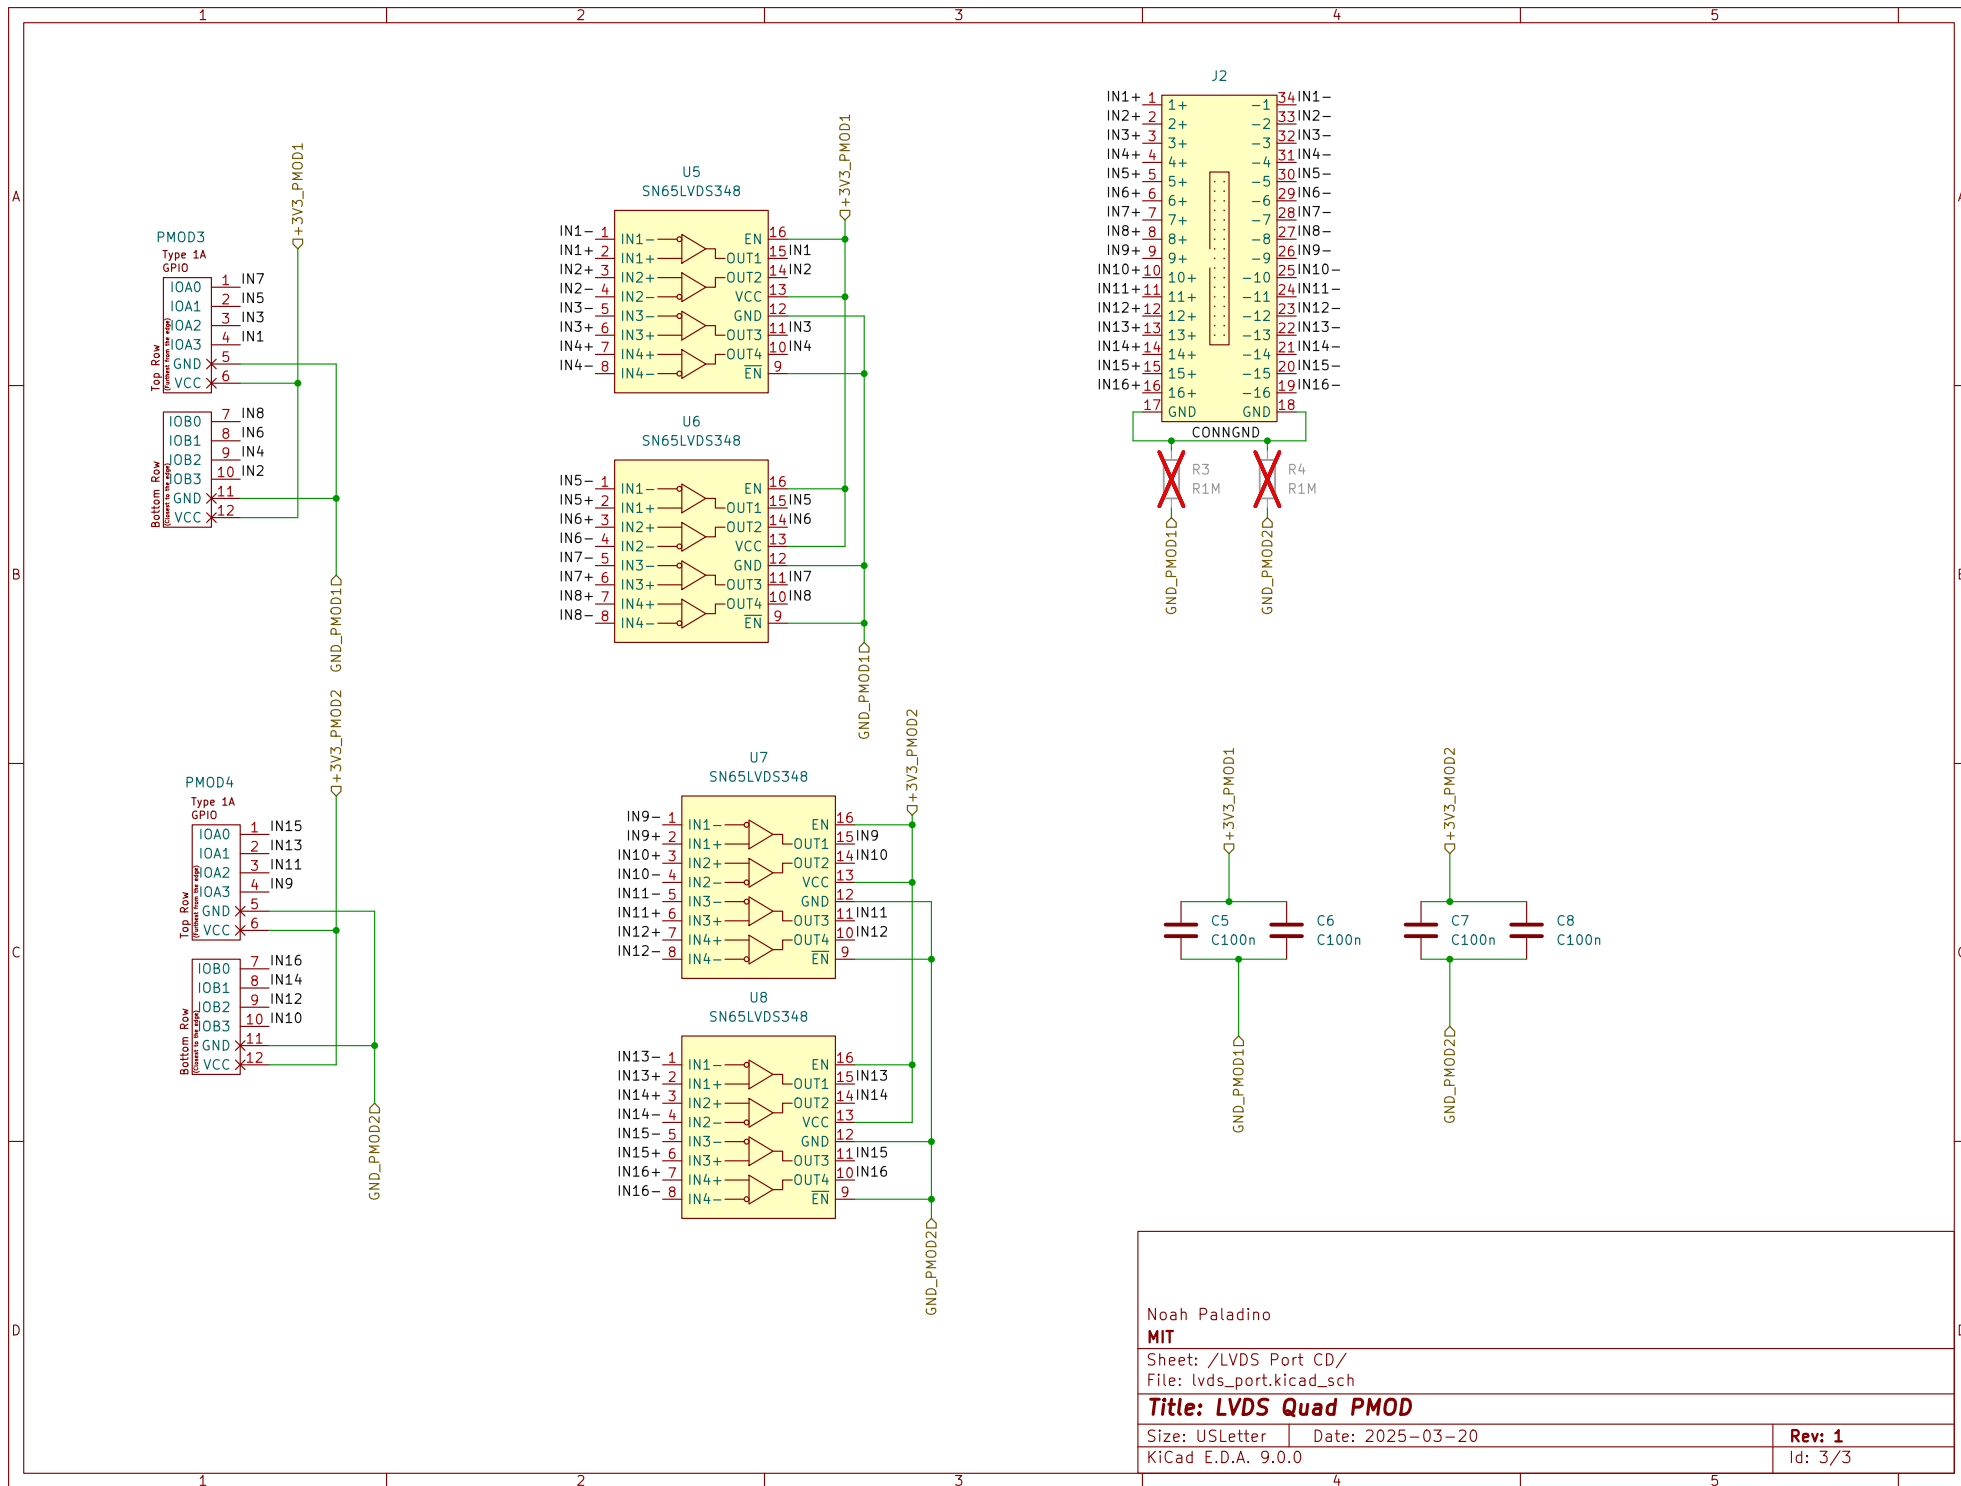 1 2 3 4 5
A
B
C
D
PMOD3
Type 1A
GPIO
IOA0 1 IN7
IOA1 2 IN5
IOA2 3 IN3
IOA3 4 IN1
GND 5
VCC 6
Top Row
(Furthest from the edge)
IOB0 7 IN8
IOB1 8 IN6
IOB2 9 IN4
IOB3 10 IN2
GND 11
VCC 12
Bottom Row
(Closest to the edge)
+3V3_PMOD1
GND_PMOD1
PMOD4
Type 1A
GPIO
IOA0 1 IN15
IOA1 2 IN13
IOA2 3 IN11
IOA3 4 IN9
GND 5
VCC 6
Top Row
(Furthest from the edge)
IOB0 7 IN16
IOB1 8 IN14
IOB2 9 IN12
IOB3 10 IN10
GND 11
VCC 12
Bottom Row
(Closest to the edge)
+3V3_PMOD2
GND_PMOD2
+3V3_PMOD1
U5
SN65LVDS348
IN1- 1 IN1- EN 16
IN1+ 2 IN1+ OUT1 15 IN1
IN2+ 3 IN2+ OUT2 14 IN2
IN2- 4 IN2- VCC 13
IN3- 5 IN3- GND 12
IN3+ 6 IN3+ OUT3 11 IN3
IN4+ 7 IN4+ OUT4 10 IN4
IN4- 8 IN4- EN 9
U6
SN65LVDS348
IN5- 1 IN1- EN 16
IN5+ 2 IN1+ OUT1 15 IN5
IN6+ 3 IN2+ OUT2 14 IN6
IN6- 4 IN2- VCC 13
IN7- 5 IN3- GND 12
IN7+ 6 IN3+ OUT3 11 IN7
IN8+ 7 IN4+ OUT4 10 IN8
IN8- 8 IN4- EN 9
GND_PMOD1
+3V3_PMOD2
U7
SN65LVDS348
IN9- 1 IN1- EN 16
IN9+ 2 IN1+ OUT1 15 IN9
IN10+ 3 IN2+ OUT2 14 IN10
IN10- 4 IN2- VCC 13
IN11- 5 IN3- GND 12
IN11+ 6 IN3+ OUT3 11 IN11
IN12+ 7 IN4+ OUT4 10 IN12
IN12- 8 IN4- EN 9
U8
SN65LVDS348
IN13- 1 IN1- EN 16
IN13+ 2 IN1+ OUT1 15 IN13
IN14+ 3 IN2+ OUT2 14 IN14
IN14- 4 IN2- VCC 13
IN15- 5 IN3- GND 12
IN15+ 6 IN3+ OUT3 11 IN15
IN16+ 7 IN4+ OUT4 10 IN16
IN16- 8 IN4- EN 9
GND_PMOD2
J2
IN1+ 1 1+ -1 34 IN1-
IN2+ 2 2+ -2 33 IN2-
IN3+ 3 3+ -3 32 IN3-
IN4+ 4 4+ -4 31 IN4-
IN5+ 5 5+ -5 30 IN5-
IN6+ 6 6+ -6 29 IN6-
IN7+ 7 7+ -7 28 IN7-
IN8+ 8 8+ -8 27 IN8-
IN9+ 9 9+ -9 26 IN9-
IN10+ 10 10+ -10 25 IN10-
IN11+ 11 11+ -11 24 IN11-
IN12+ 12 12+ -12 23 IN12-
IN13+ 13 13+ -13 22 IN13-
IN14+ 14 14+ -14 21 IN14-
IN15+ 15 15+ -15 20 IN15-
IN16+ 16 16+ -16 19 IN16-
17 GND GND 18
CONNGND
R3
R1M
R4
R1M
GND_PMOD1
GND_PMOD2
+3V3_PMOD1
C5
C100n
C6
C100n
GND_PMOD1
+3V3_PMOD2
C7
C100n
C8
C100n
GND_PMOD2
Noah Paladino
MIT
Sheet: /LVDS Port CD/
File: lvds_port.kicad_sch
Title: LVDS Quad PMOD
Size: USLetter Date: 2025-03-20 Rev: 1
KiCad E.D.A. 9.0.0 Id: 3/3
1 2 3 4 5